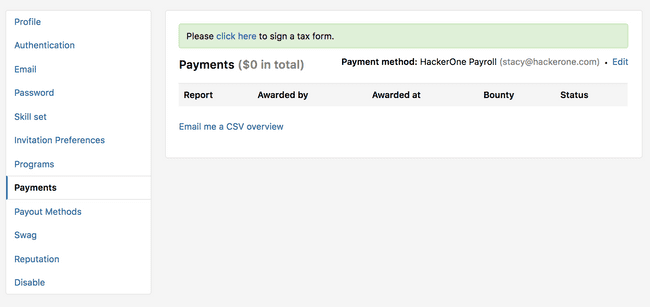 Profile
Authentication
Email
Password
Skill set
Invitation Preferences
Programs
Payments
Payout Methods
Swag
Reputation
Disable
Please click here to sign a tax form.
Payments ($0 in total)
Payment method: HackerOne Payroll (stacy@hackerone.com) • Edit
Report Awarded by Awarded at Bounty Status
Email me a CSV overview